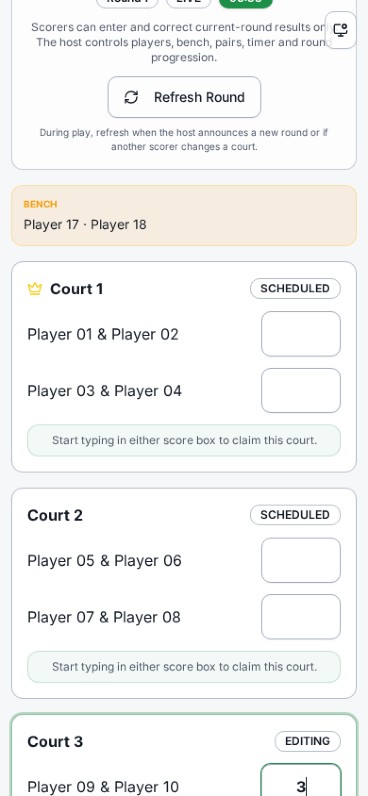 Scorers can enter and correct current-round results
The host controls players, bench, pairs, timer and round
progression.
Refresh Round
During play, refresh when the host announces a new round or if
another scorer changes a court.
BENCH
Player 17 · Player 18
Court 1
SCHEDULED
Player 01 & Player 02
Player 03 & Player 04
Start typing in either score box to claim this court.
Court 2
SCHEDULED
Player 05 & Player 06
Player 07 & Player 08
Start typing in either score box to claim this court.
Court 3
EDITING
Player 09 & Player 10
3